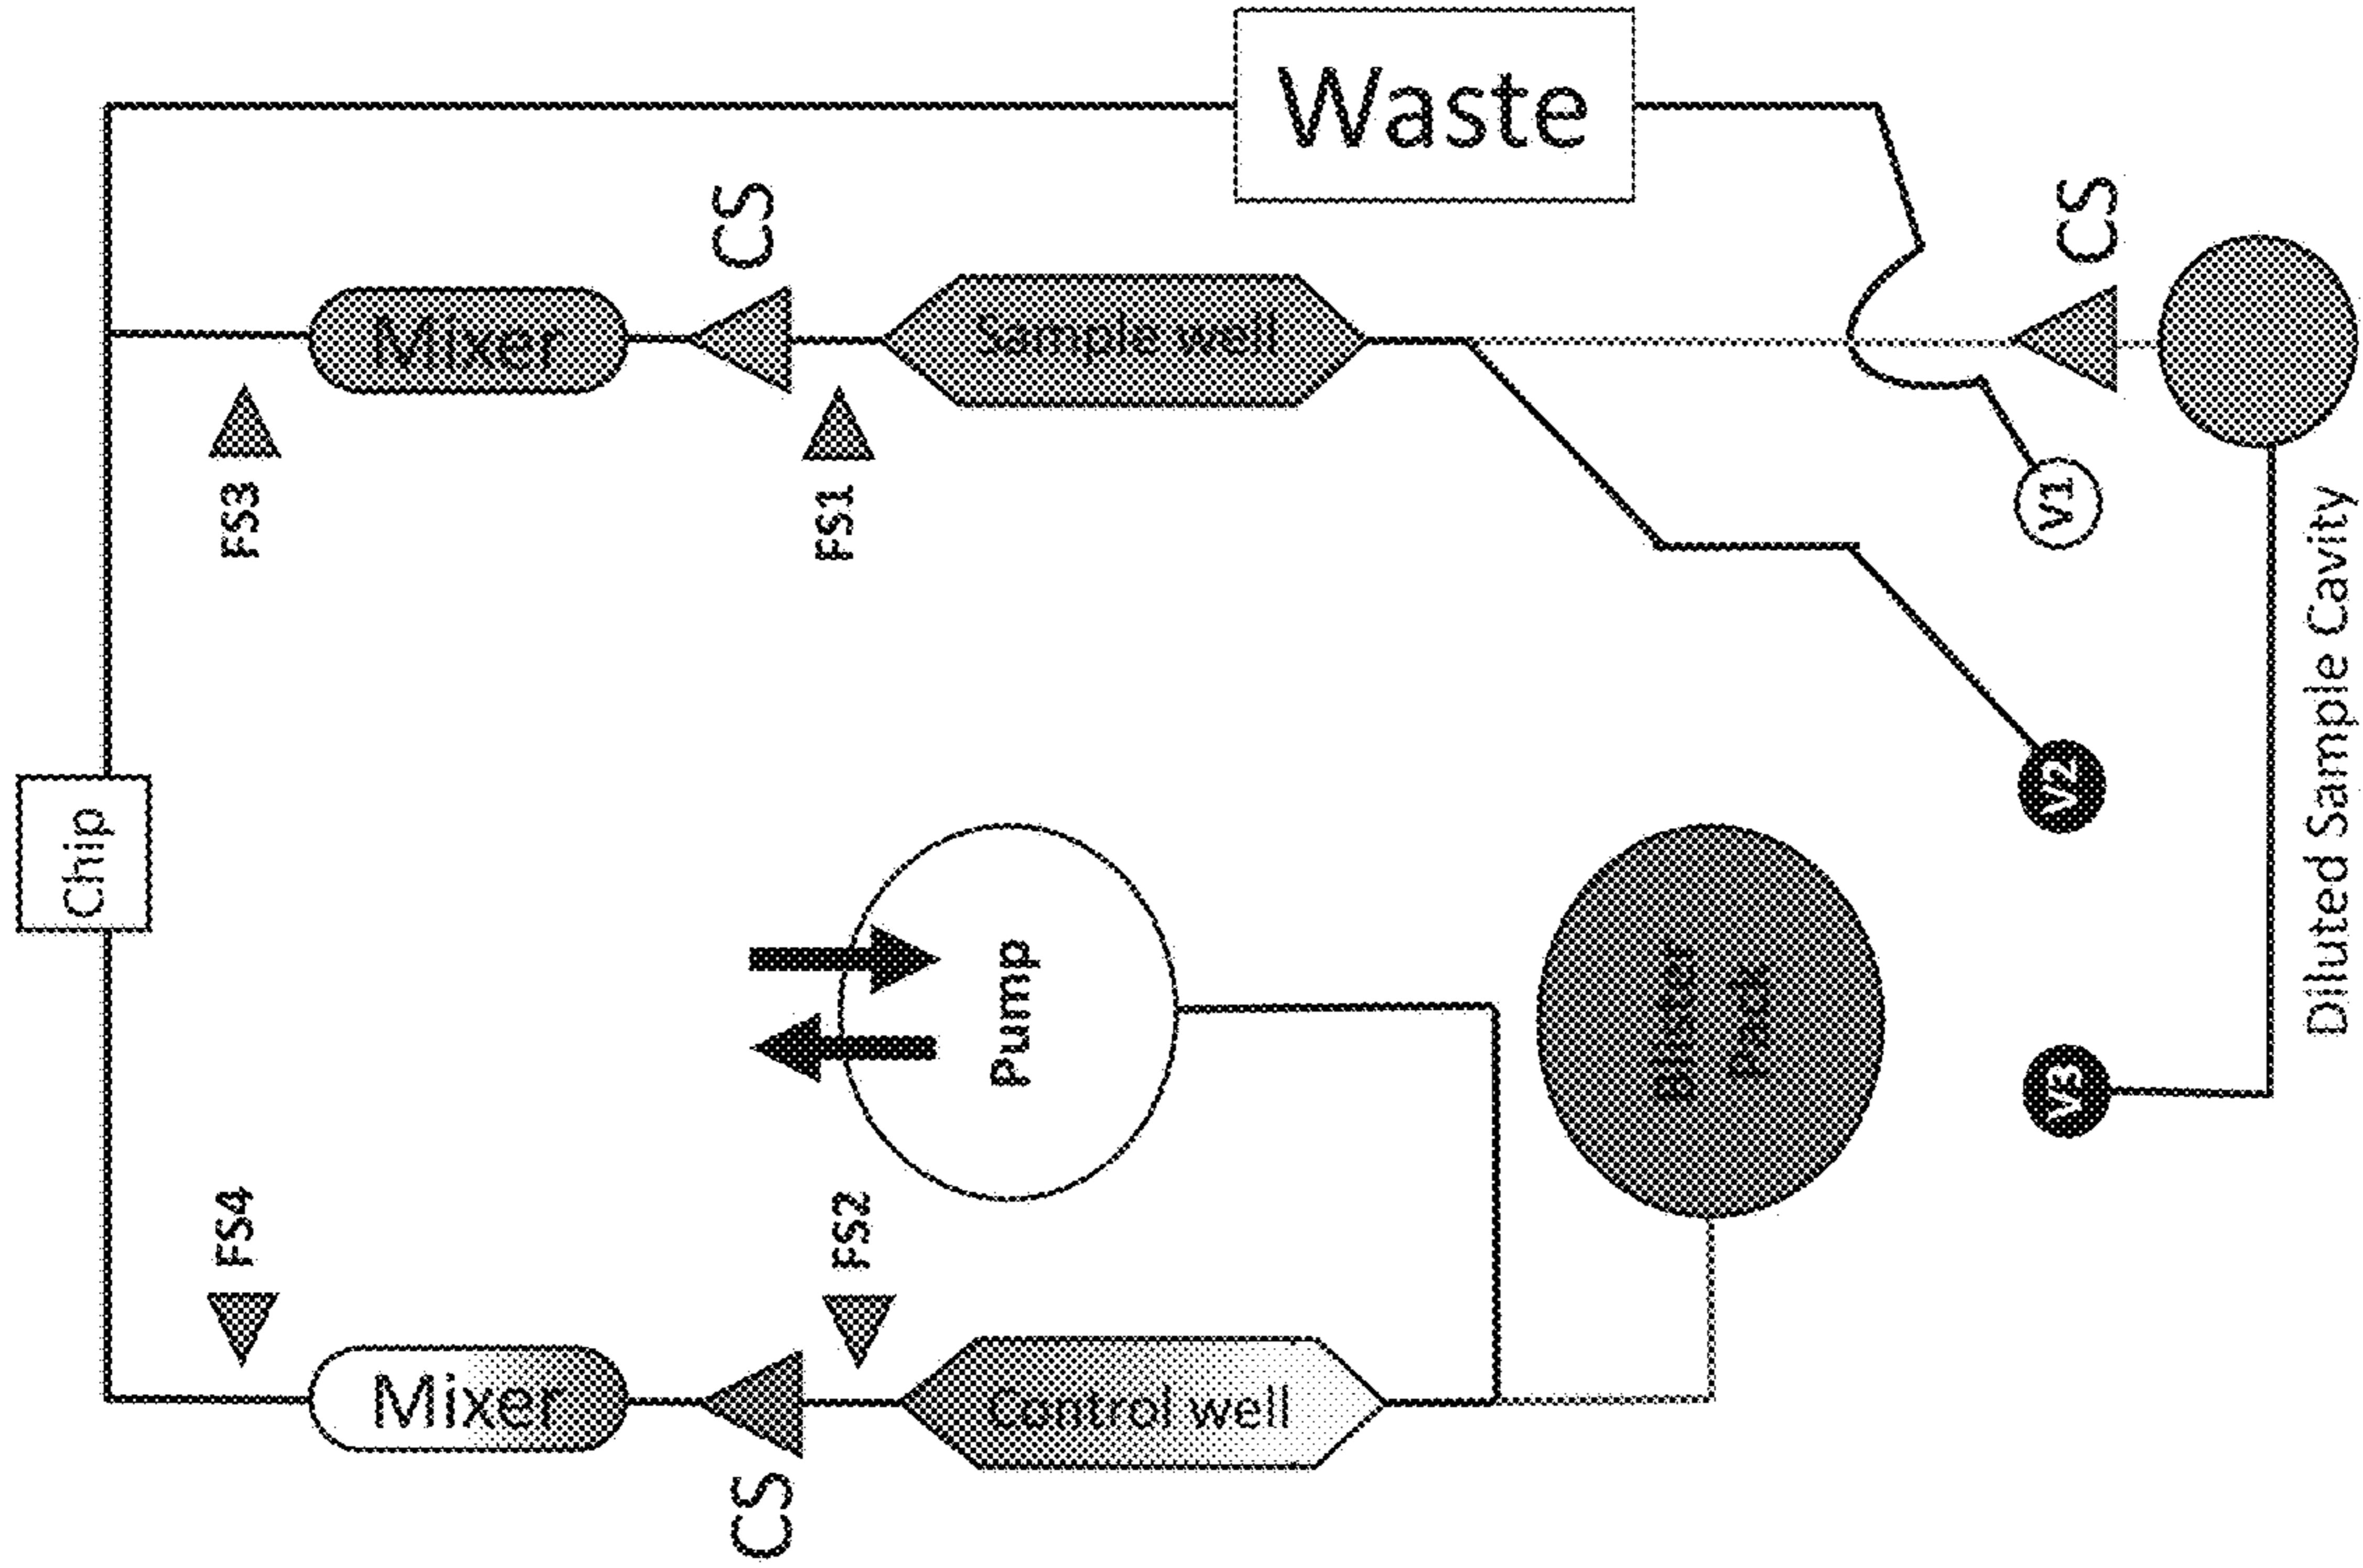 Waste
CS
CS
Mixer
Sample well
FS3
FS1
V1
Diluted Sample Cavity
V2
Chip
Pump
Blister
Pack
V3
FS4
FS2
Mixer
Control well
CS